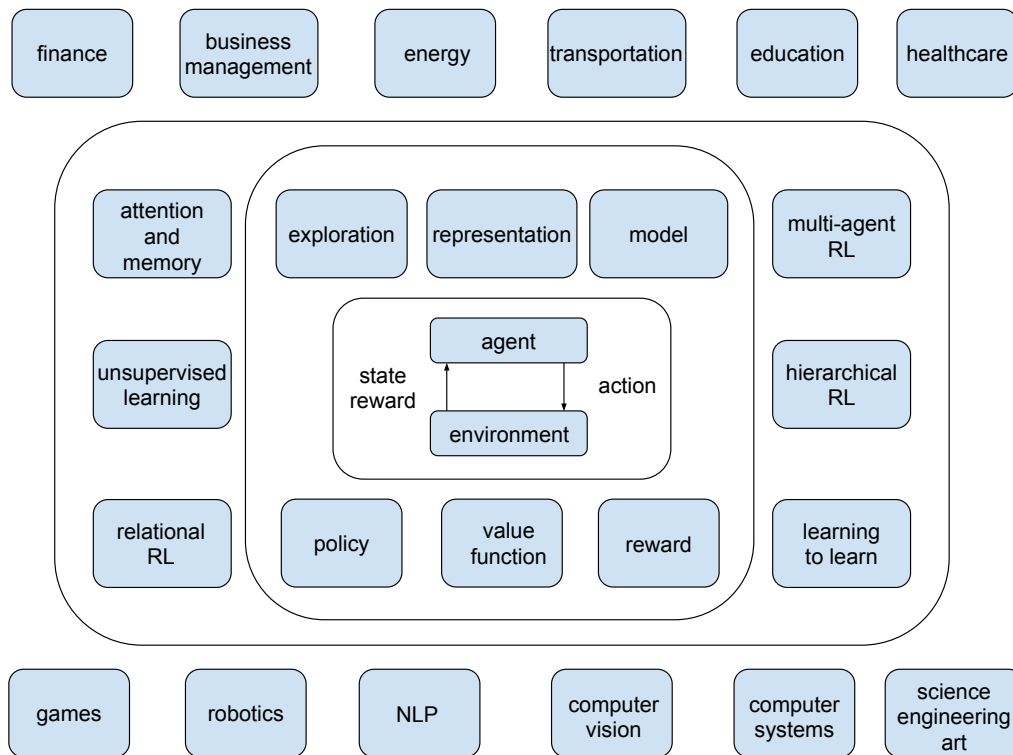 finance
business
management
energy
transportation
education
healthcare
attention
and
memory
exploration
representation
model
multi-agent
RL
unsupervised
learning
state
reward
agent
environment
action
hierarchical
RL
relational
RL
policy
value
function
reward
learning
to learn
games
robotics
NLP
computer
vision
computer
systems
science
engineering
art